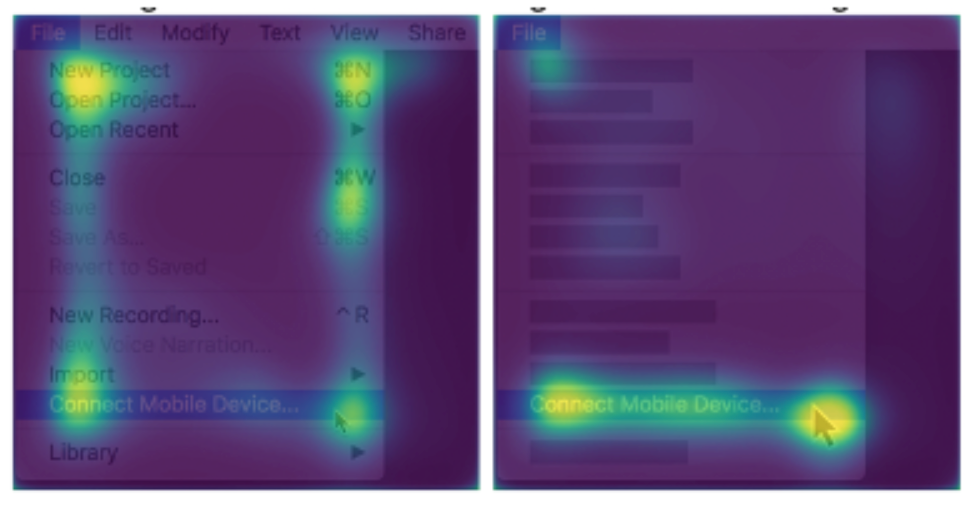 File Edit Modify Text View Share
New Project ⌘N
Open Project... ⌘O
Open Recent ▶
Close ⌘W
Save ⌘S
Save As... ⇧⌘S
Revert to Saved
New Recording... ^R
New Voice Narration...
Import ▶
Connect Mobile Device...
Library ▶
File
Connect Mobile Device...